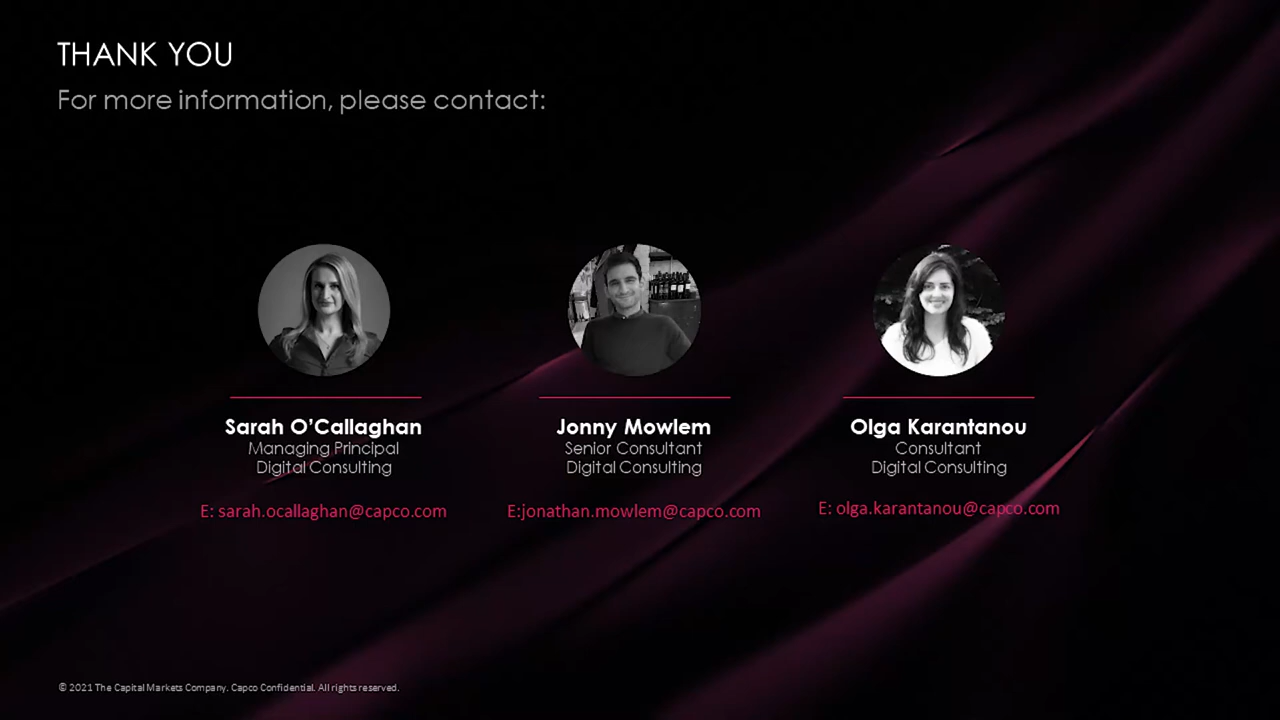 THANK YOU
For more information, please contact:
Sarah O’Callaghan
Managing Principal
Digital Consulting
E: sarah.ocallaghan@capco.com
Jonny Mowlem
Senior Consultant
Digital Consulting
E:jonathan.mowlem@capco.com
Olga Karantanou
Consultant
Digital Consulting
E: olga.karantanou@capco.com
© 2021 The Capital Markets Company. Capco Confidential. All rights reserved.